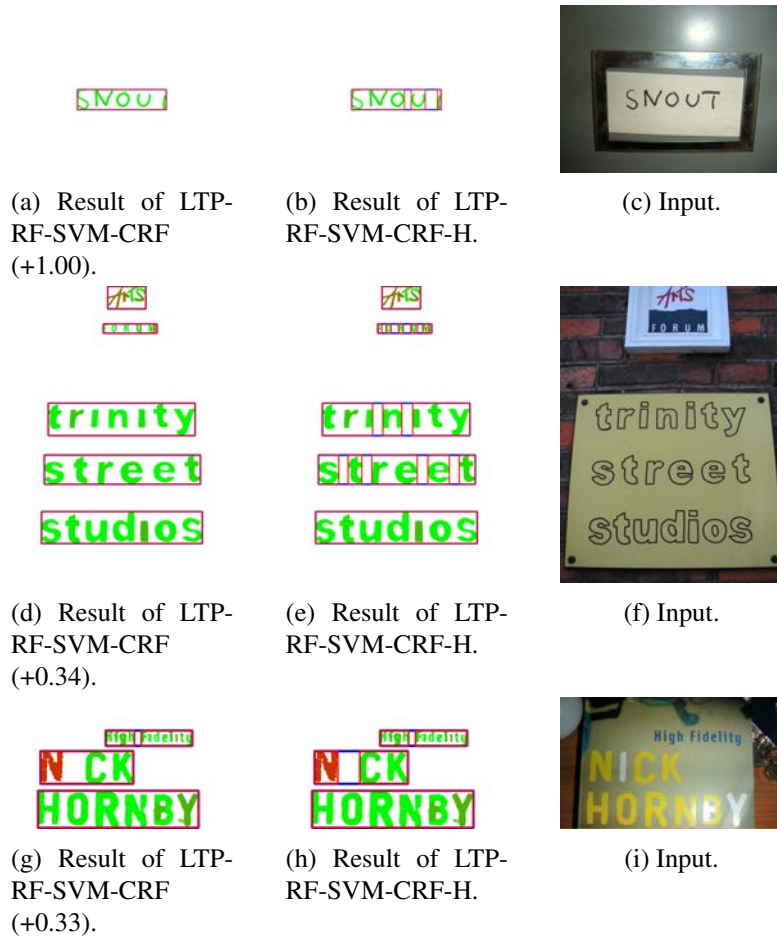 SNOUT
SNOUT
SNOUT
(a) Result of LTP-
RF-SVM-CRF
(+1.00).
(b) Result of LTP-
RF-SVM-CRF-H.
(c) Input.
ARTS
FORUM
trinity
street
studios
ARTS
trinity
street
studios
ARTS
FORUM
trinity
street
studios
(d) Result of LTP-
RF-SVM-CRF
(+0.34).
(e) Result of LTP-
RF-SVM-CRF-H.
(f) Input.
High Fidelity
N CK
HORNBY
High Fidelity
N CK
HORNBY
High Fidelity
NICK
HORNBY
(g) Result of LTP-
RF-SVM-CRF
(+0.33).
(h) Result of LTP-
RF-SVM-CRF-H.
(i) Input.